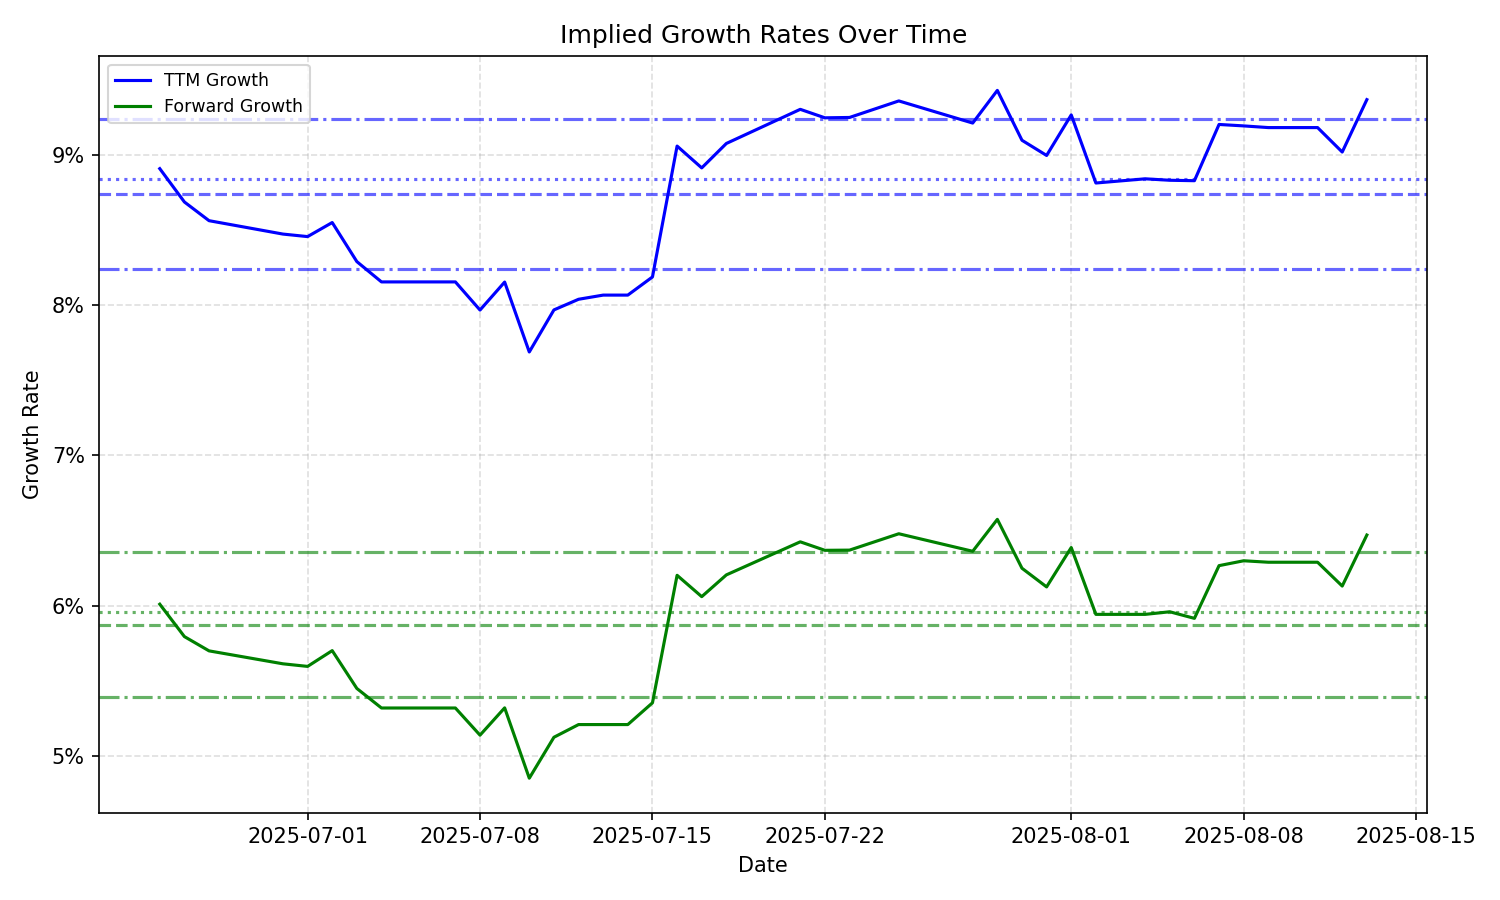 Implied Growth Rates Over Time
TTM Growth
Forward Growth
9%
8%
7%
6%
5%
Growth Rate
2025-07-01 2025-07-08 2025-07-15 2025-07-22 2025-08-01 2025-08-08 2025-08-15
Date